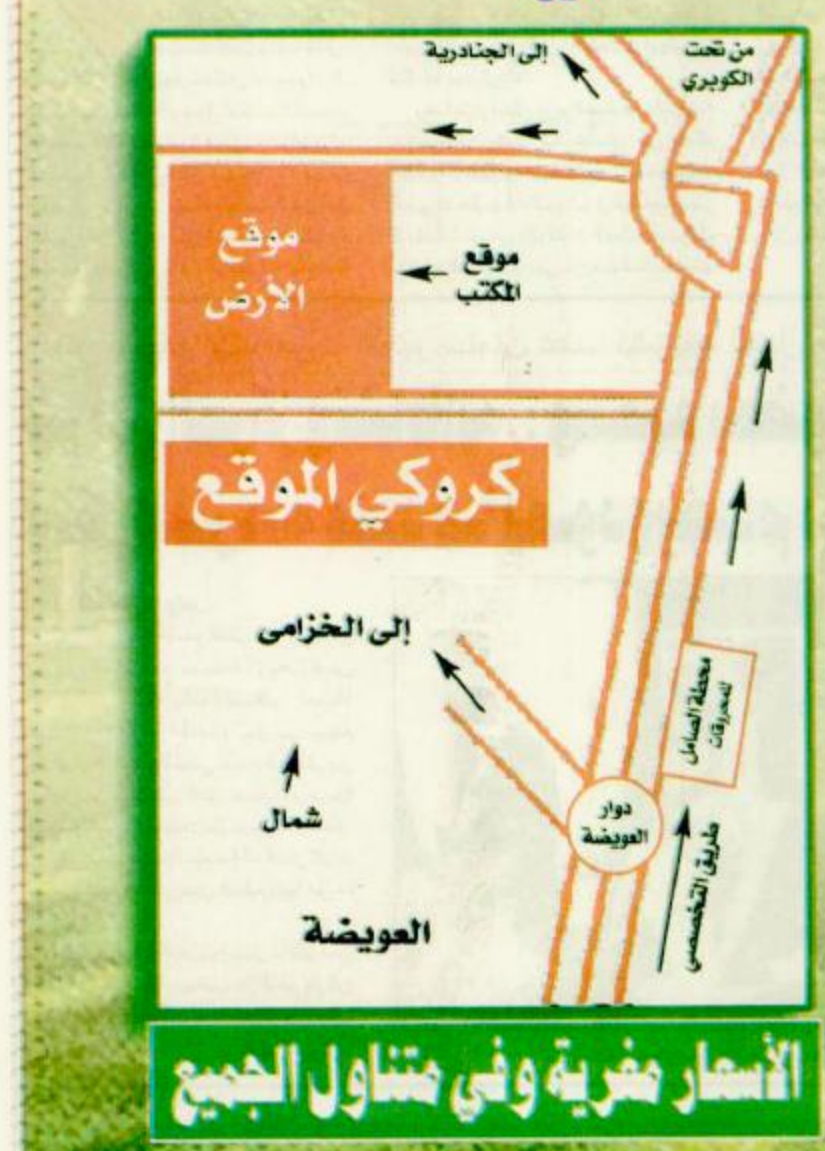 من تحت
الكوبري
إلى الجنادرية
موقع
المكتب
موقع
الأرض
كروكي الموقع
إلى الخزامى
محطة الصامل
للمحروقات
شمال
دوار
العويضة
طريق التخصصي
العويضة
الأسعار مغرية وفي متناول الجميع